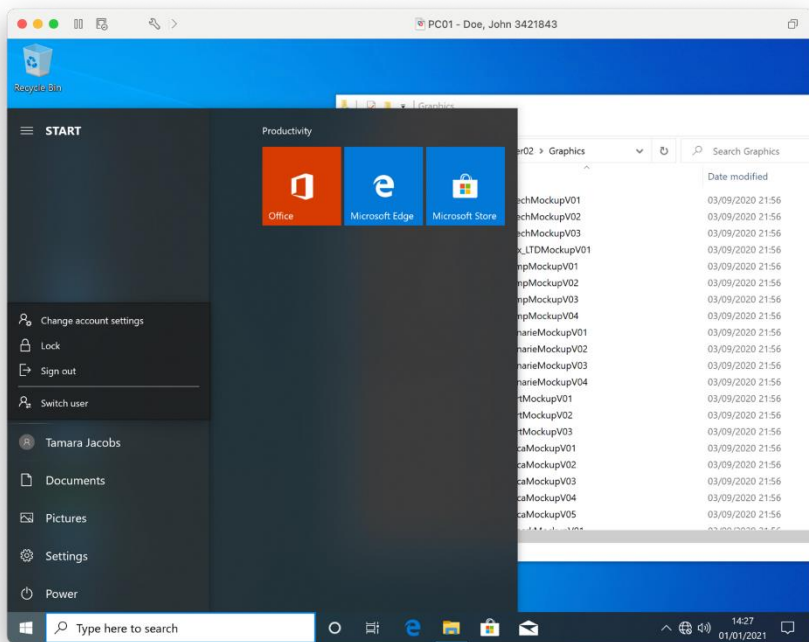 PC01 - Doe, John 3421843
Recycle Bin
Graphics
START
Productivity
Office
Microsoft Edge
Microsoft Store
er02 > Graphics
Search Graphics
Date modified
echMockupV01 03/09/2020 21:56
echMockupV02 03/09/2020 21:56
echMockupV03 03/09/2020 21:56
x_LTDMockupV01 03/09/2020 21:56
mpMockupV01 03/09/2020 21:56
mpMockupV02 03/09/2020 21:56
mpMockupV03 03/09/2020 21:56
mpMockupV04 03/09/2020 21:56
narieMockupV01 03/09/2020 21:56
narieMockupV02 03/09/2020 21:56
narieMockupV03 03/09/2020 21:56
narieMockupV04 03/09/2020 21:56
rtMockupV01 03/09/2020 21:56
rtMockupV02 03/09/2020 21:56
rtMockupV03 03/09/2020 21:56
caMockupV01 03/09/2020 21:56
caMockupV02 03/09/2020 21:56
caMockupV03 03/09/2020 21:56
caMockupV04 03/09/2020 21:56
caMockupV05 03/09/2020 21:56
Change account settings
Lock
Sign out
Switch user
Tamara Jacobs
Documents
Pictures
Settings
Power
Type here to search
14:27
01/01/2021